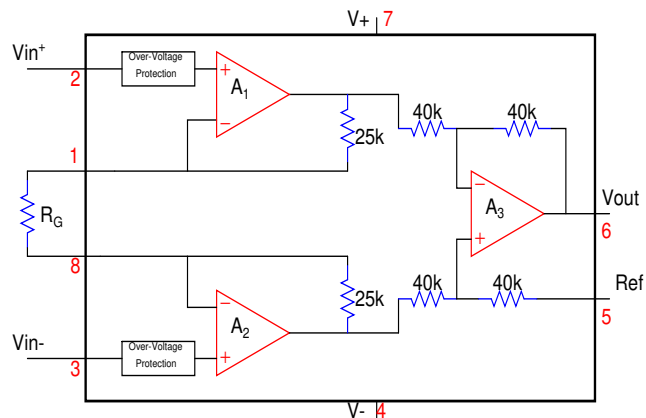 V+ 7
Vin+
2
Over-Voltage
Protection
+
A1
−
40k
40k
25k
1
RG
−
A3
+
Vout
6
8
Ref
5
40k
40k
25k
−
A2
+
Vin-
3
Over-Voltage
Protection
V- 4